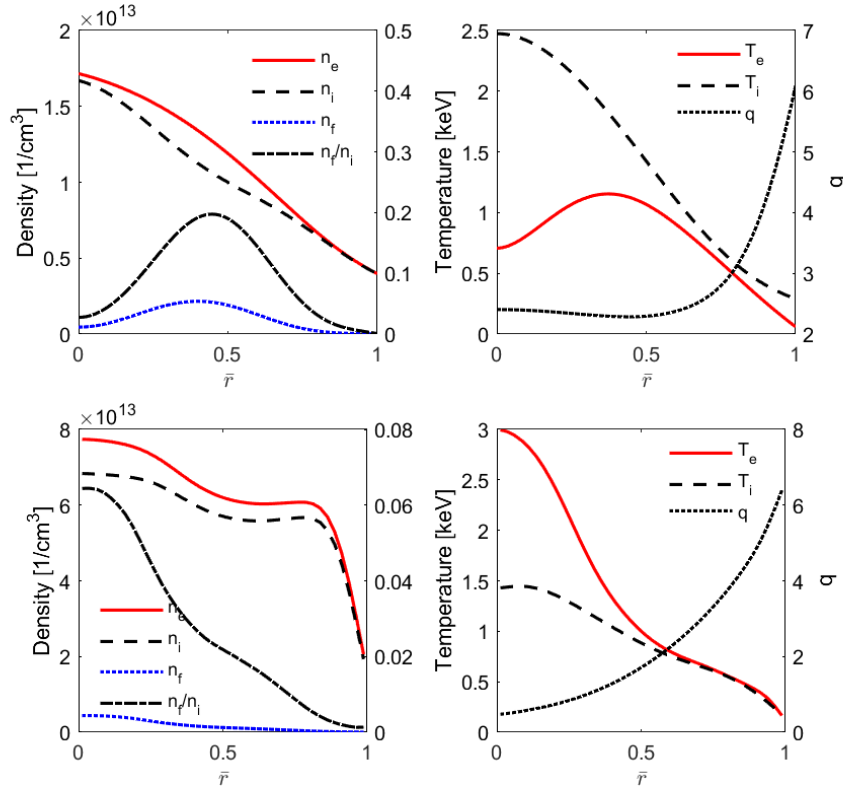 ×10^13
2
1.5
1
0.5
0
0.5
0.4
0.3
0.2
0.1
0
0
0.5
1
Density [1/cm^3]
n_e
n_i
n_f
n_f/n_i
r̄
2.5
2
1.5
1
0.5
0
7
6
5
4
3
2
0
0.5
1
Temperature [keV]
T_e
T_i
q
q
r̄
×10^13
8
6
4
2
0
0.08
0.06
0.04
0.02
0
0
0.5
1
Density [1/cm^3]
n_e
n_i
n_f
n_f/n_i
r̄
3
2.5
2
1.5
1
0.5
0
8
6
4
2
0
0
0.5
1
Temperature [keV]
T_e
T_i
q
q
r̄